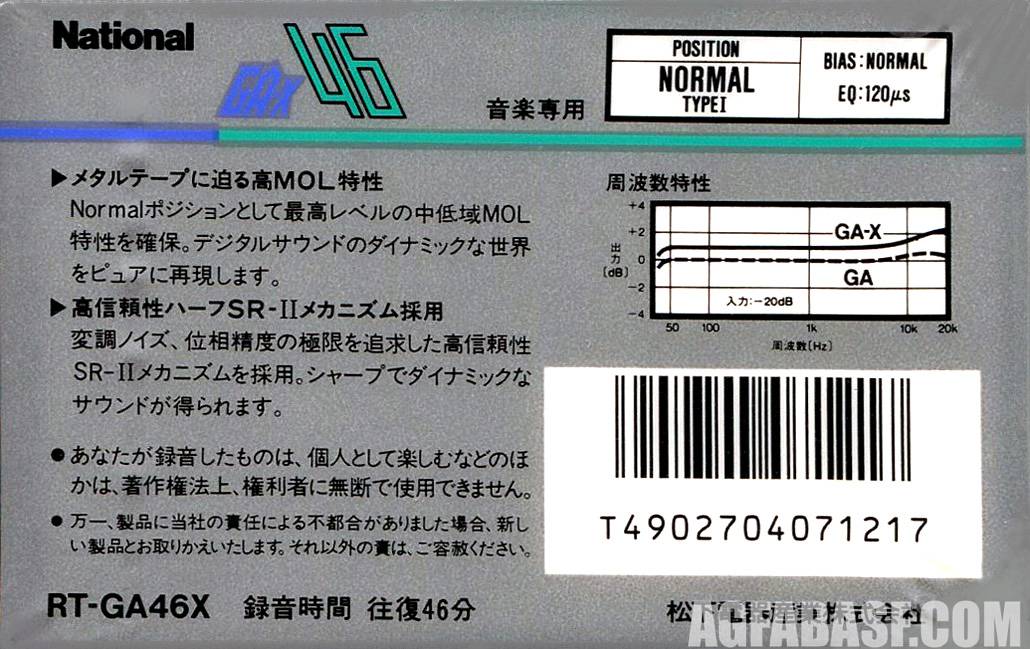 National
GA-X 46
音楽専用
POSITION
NORMAL
TYPE I
BIAS:NORMAL
EQ:120μs
▶メタルテープに迫る高MOL特性
Normalポジションとして最高レベルの中低域MOL
特性を確保。デジタルサウンドのダイナミックな世界
をピュアに再現します。
▶高信頼性ハーフSR-IIメカニズム採用
変調ノイズ、位相精度の極限を追求した高信頼性
SR-IIメカニズムを採用。シャープでダイナミックな
サウンドが得られます。
●あなたが録音したものは、個人として楽しむなどのほ
かは、著作権法上、権利者に無断で使用できません。
●万一、製品に当社の責任による不都合がありました場合、新し
い製品とお取りかえいたします。それ以外の責は、ご容赦ください。
RT-GA46X 録音時間 往復46分
周波数特性
+4
+2
0
-2
-4
出力
(dB)
GA-X
GA
入力:-20dB
50 100 1k 10k 20k
周波数(Hz)
T4902704071217
松下電器産業株式会社
AGFABASF.COM